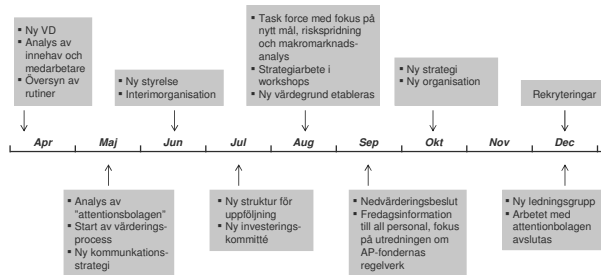 ▪ Ny VD
▪ Analys av
innehav och
medarbetare
▪ Översyn av
rutiner
▪ Ny styrelse
▪ Interimorganisation
▪ Task force med fokus på
nytt mål, riskspridning
och makromarknads-
analys
▪ Strategiarbete i
workshops
▪ Ny värdegrund etableras
▪ Ny strategi
▪ Ny organisation
Rekryteringar
Apr Maj Jun Jul Aug Sep Okt Nov Dec
▪ Analys av
"attentionsbolagen"
▪ Start av värderings-
process
▪ Ny kommunkations-
strategi
▪ Ny struktur för
uppföljning
▪ Ny investerings-
kommitté
▪ Nedvärderingsbeslut
▪ Fredagsinformation
till all personal, fokus
på utredningen om
AP-fondernas
regelverk
▪ Ny ledningsgrupp
▪ Arbetet med
attentionbolagen
avslutas